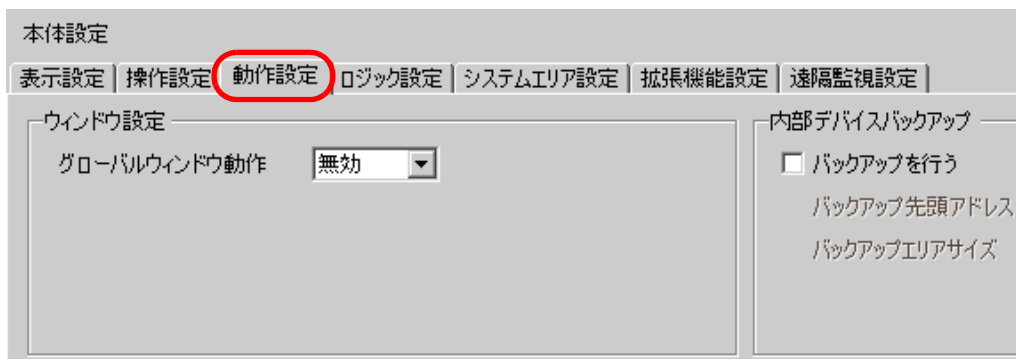 本体設定
表示設定 操作設定 動作設定 ロジック設定 システムエリア設定 拡張機能設定 遠隔監視設定
ウィンドウ設定
グローバルウィンドウ動作 無効
内部デバイスバックアップ
バックアップを行う
バックアップ先頭アドレス
バックアップエリアサイズ